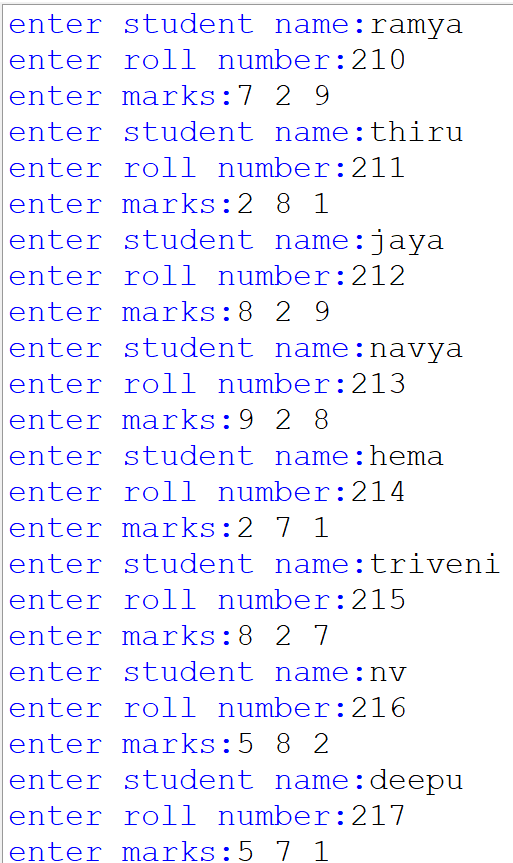 enter student name:ramya
enter roll number:210
enter marks:7 2 9
enter student name:thiru
enter roll number:211
enter marks:2 8 1
enter student name:jaya
enter roll number:212
enter marks:8 2 9
enter student name:navya
enter roll number:213
enter marks:9 2 8
enter student name:hema
enter roll number:214
enter marks:2 7 1
enter student name:triveni
enter roll number:215
enter marks:8 2 7
enter student name:nv
enter roll number:216
enter marks:5 8 2
enter student name:deepu
enter roll number:217
enter marks:5 7 1